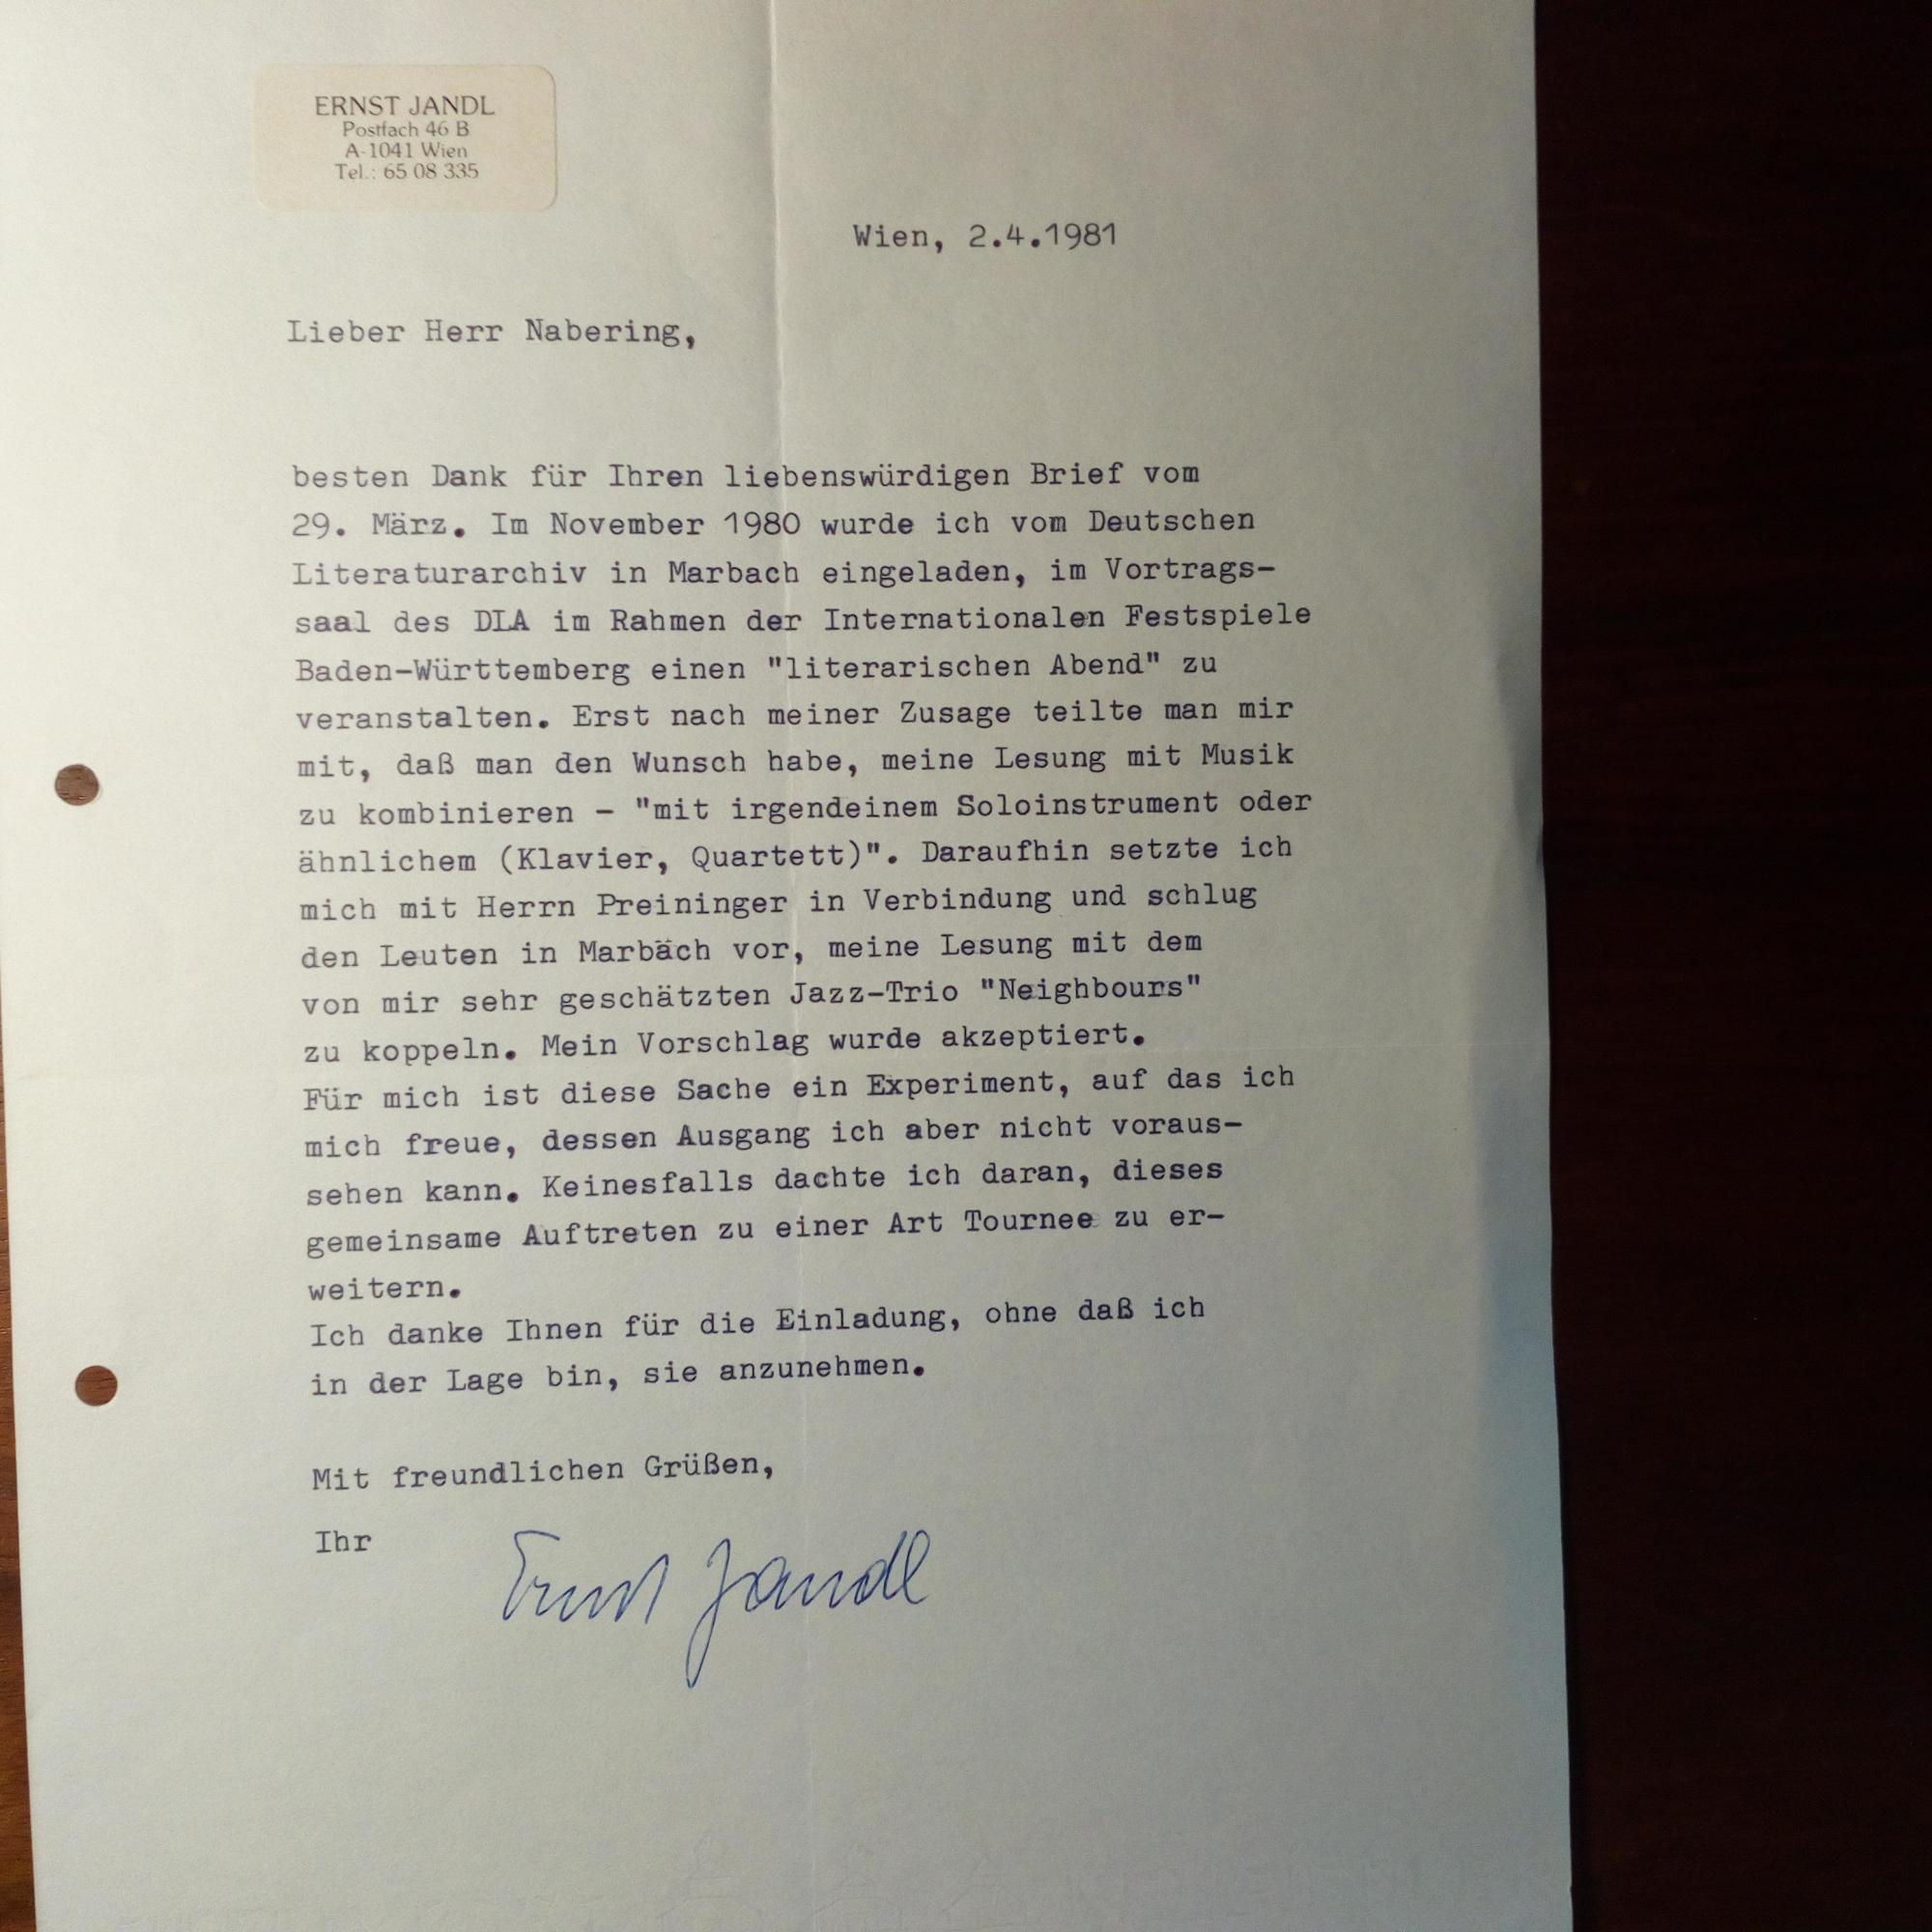 ERNST JANDL
Postfach 46 B
A-1041 Wien
Tel.: 65 08 335
Wien, 2.4.1981
Lieber Herr Nabering,
besten Dank für Ihren liebenswürdigen Brief vom
29. März. Im November 1980 wurde ich vom Deutschen
Literaturarchiv in Marbach eingeladen, im Vortrags-
saal des DLA im Rahmen der Internationalen Festspiele
Baden-Württemberg einen "literarischen Abend" zu
veranstalten. Erst nach meiner Zusage teilte man mir
mit, daß man den Wunsch habe, meine Lesung mit Musik
zu kombinieren - "mit irgendeinem Soloinstrument oder
ähnlichem (Klavier, Quartett)". Daraufhin setzte ich
mich mit Herrn Preininger in Verbindung und schlug
den Leuten in Marbäch vor, meine Lesung mit dem
von mir sehr geschätzten Jazz-Trio "Neighbours"
zu koppeln. Mein Vorschlag wurde akzeptiert.
Für mich ist diese Sache ein Experiment, auf das ich
mich freue, dessen Ausgang ich aber nicht voraus-
sehen kann. Keinesfalls dachte ich daran, dieses
gemeinsame Auftreten zu einer Art Tournee zu er-
weitern.
Ich danke Ihnen für die Einladung, ohne daß ich
in der Lage bin, sie anzunehmen.
Mit freundlichen Grüßen,
Ihr
Ernst Jandl